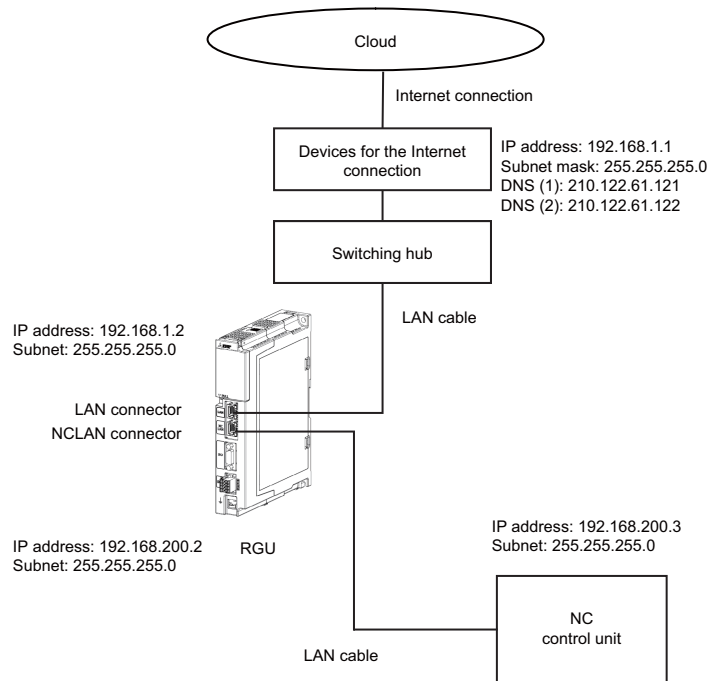 Cloud
Internet connection
Devices for the Internet
connection
IP address: 192.168.1.1
Subnet mask: 255.255.255.0
DNS (1): 210.122.61.121
DNS (2): 210.122.61.122
Switching hub
LAN cable
IP address: 192.168.1.2
Subnet: 255.255.255.0
LAN connector
NCLAN connector
IP address: 192.168.200.2
Subnet: 255.255.255.0
RGU
IP address: 192.168.200.3
Subnet: 255.255.255.0
NC
control unit
LAN cable